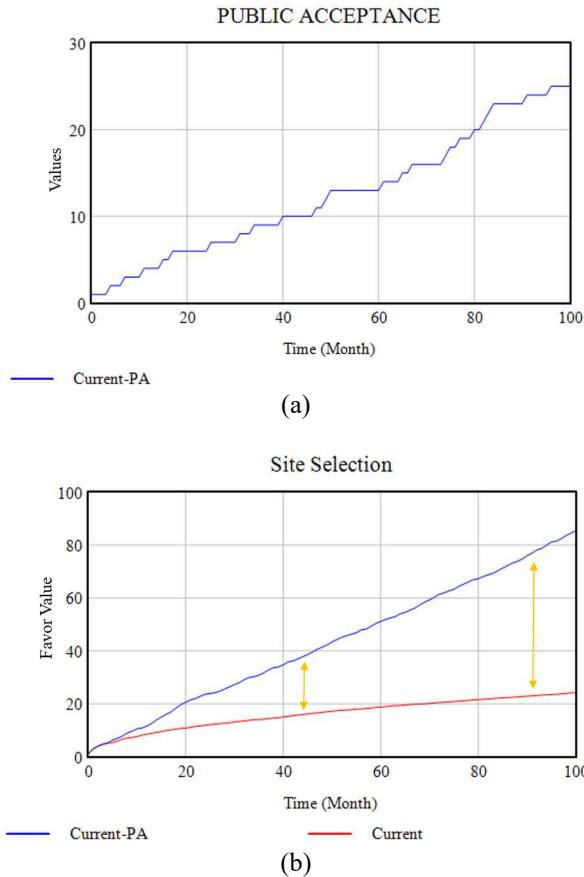 PUBLIC ACCEPTANCE
30
20
10
0
Values
0 20 40 60 80 100
Time (Month)
Current-PA
(a)
Site Selection
100
80
60
40
20
0
Favor Value
0 20 40 60 80 100
Time (Month)
Current-PA Current
(b)